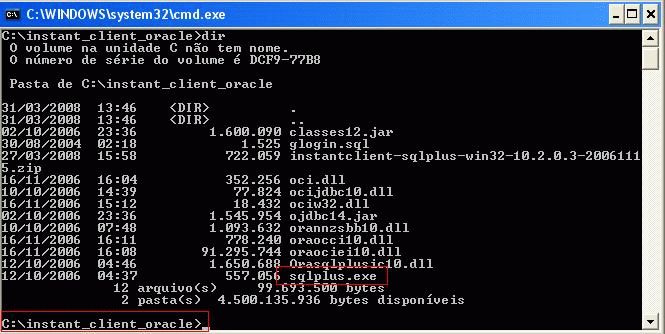 C:\WINDOWS\system32\cmd.exe
C:\instant_client_oracle>dir
O volume na unidade C não tem nome.
O número de série do volume é DCF9-77B8
Pasta de C:\instant_client_oracle
31/03/2008  13:46    <DIR>          .
31/03/2008  13:46    <DIR>          ..
02/10/2006  23:36         1.600.090 classes12.jar
30/08/2004  02:18             1.525 glogin.sql
27/03/2008  15:58           722.059 instantclient-sqlplus-win32-10.2.0.3-2006111
5.zip
16/11/2006  16:04           352.256 oci.dll
10/10/2006  14:39            77.824 ocijdbc10.dll
16/11/2006  15:12            18.432 ociw32.dll
02/10/2006  23:36         1.545.954 ojdbc14.jar
10/10/2006  07:48         1.093.632 orannzsbb10.dll
16/11/2006  16:11           778.240 oraocci10.dll
16/11/2006  16:08        91.295.744 oraociei10.dll
12/10/2006  04:46         1.650.688 Orasqlplusic10.dll
12/10/2006  04:37           557.056 sqlplus.exe
12 arquivo(s)     99.693.500 bytes
2 pasta(s)  4.500.135.936 bytes disponíveis
C:\instant_client_oracle>_